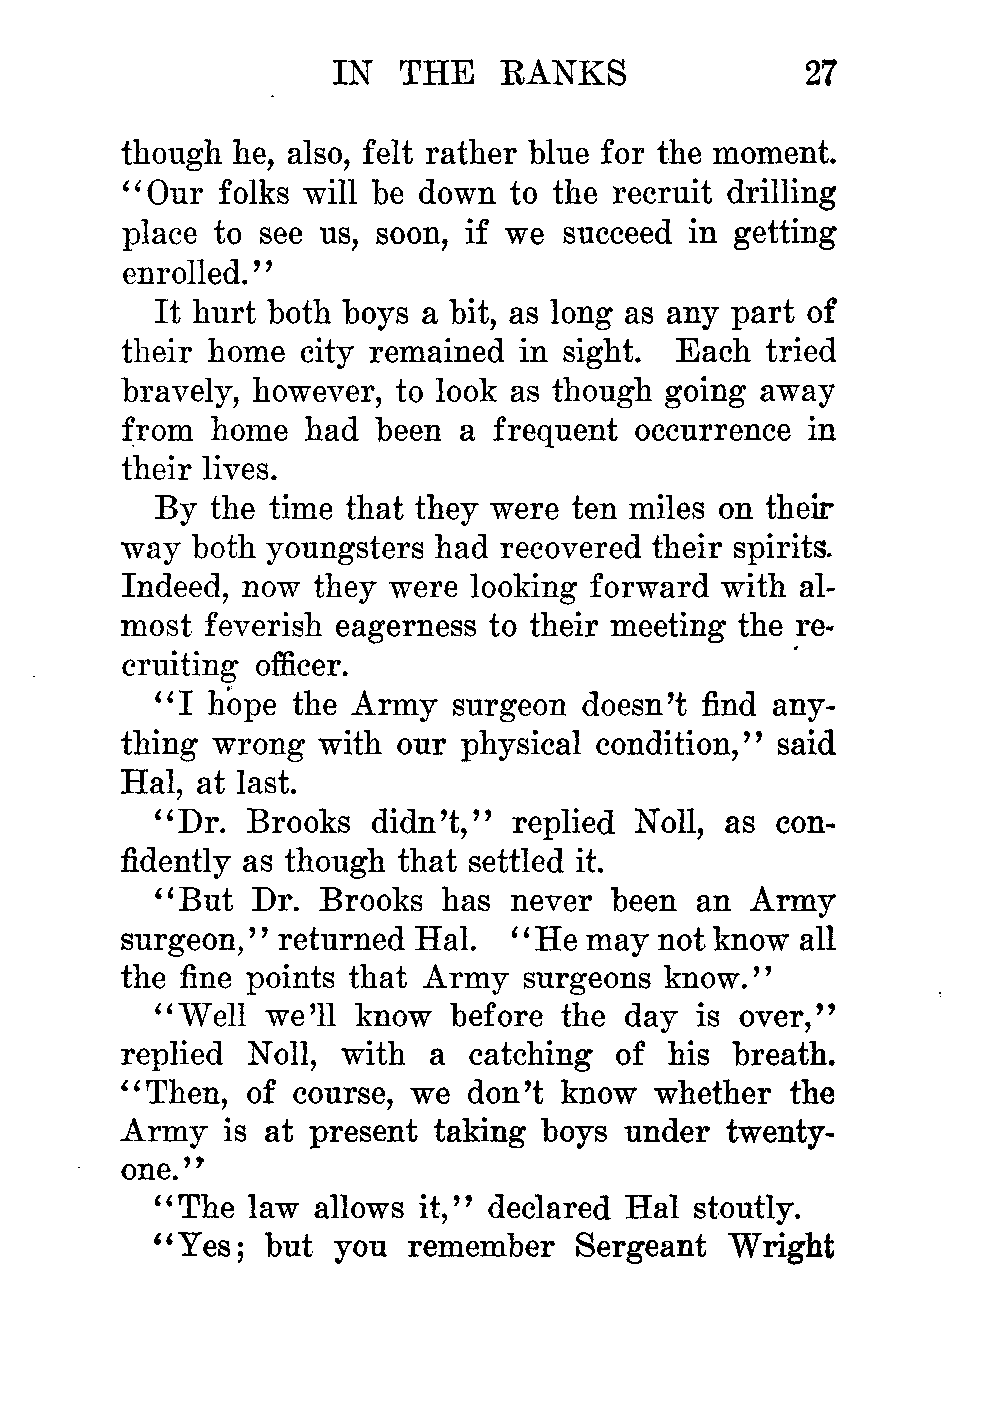 IN THE RANKS 27
though he, also, felt rather blue for the moment.
"Our folks will be down to the recruit drilling
place to see us, soon, if we succeed in getting
enrolled."
It hurt both boys a bit, as long as any part of
their home city remained in sight. Each tried
bravely, however, to look as though going away
from home had been a frequent occurrence in
their lives.
By the time that they were ten miles on their
way both youngsters had recovered their spirits.
Indeed, now they were looking forward with al-
most feverish eagerness to their meeting the re-
cruiting officer.
"I hope the Army surgeon doesn't find any-
thing wrong with our physical condition," said
Hal, at last.
"Dr. Brooks didn't," replied Noll, as con-
fidently as though that settled it.
"But Dr. Brooks has never been an Army
surgeon," returned Hal. "He may not know all
the fine points that Army surgeons know."
"Well we'll know before the day is over,"
replied Noll, with a catching of his breath.
"Then, of course, we don't know whether the
Army is at present taking boys under twenty-
one."
"The law allows it," declared Hal stoutly.
"Yes; but you remember Sergeant Wright